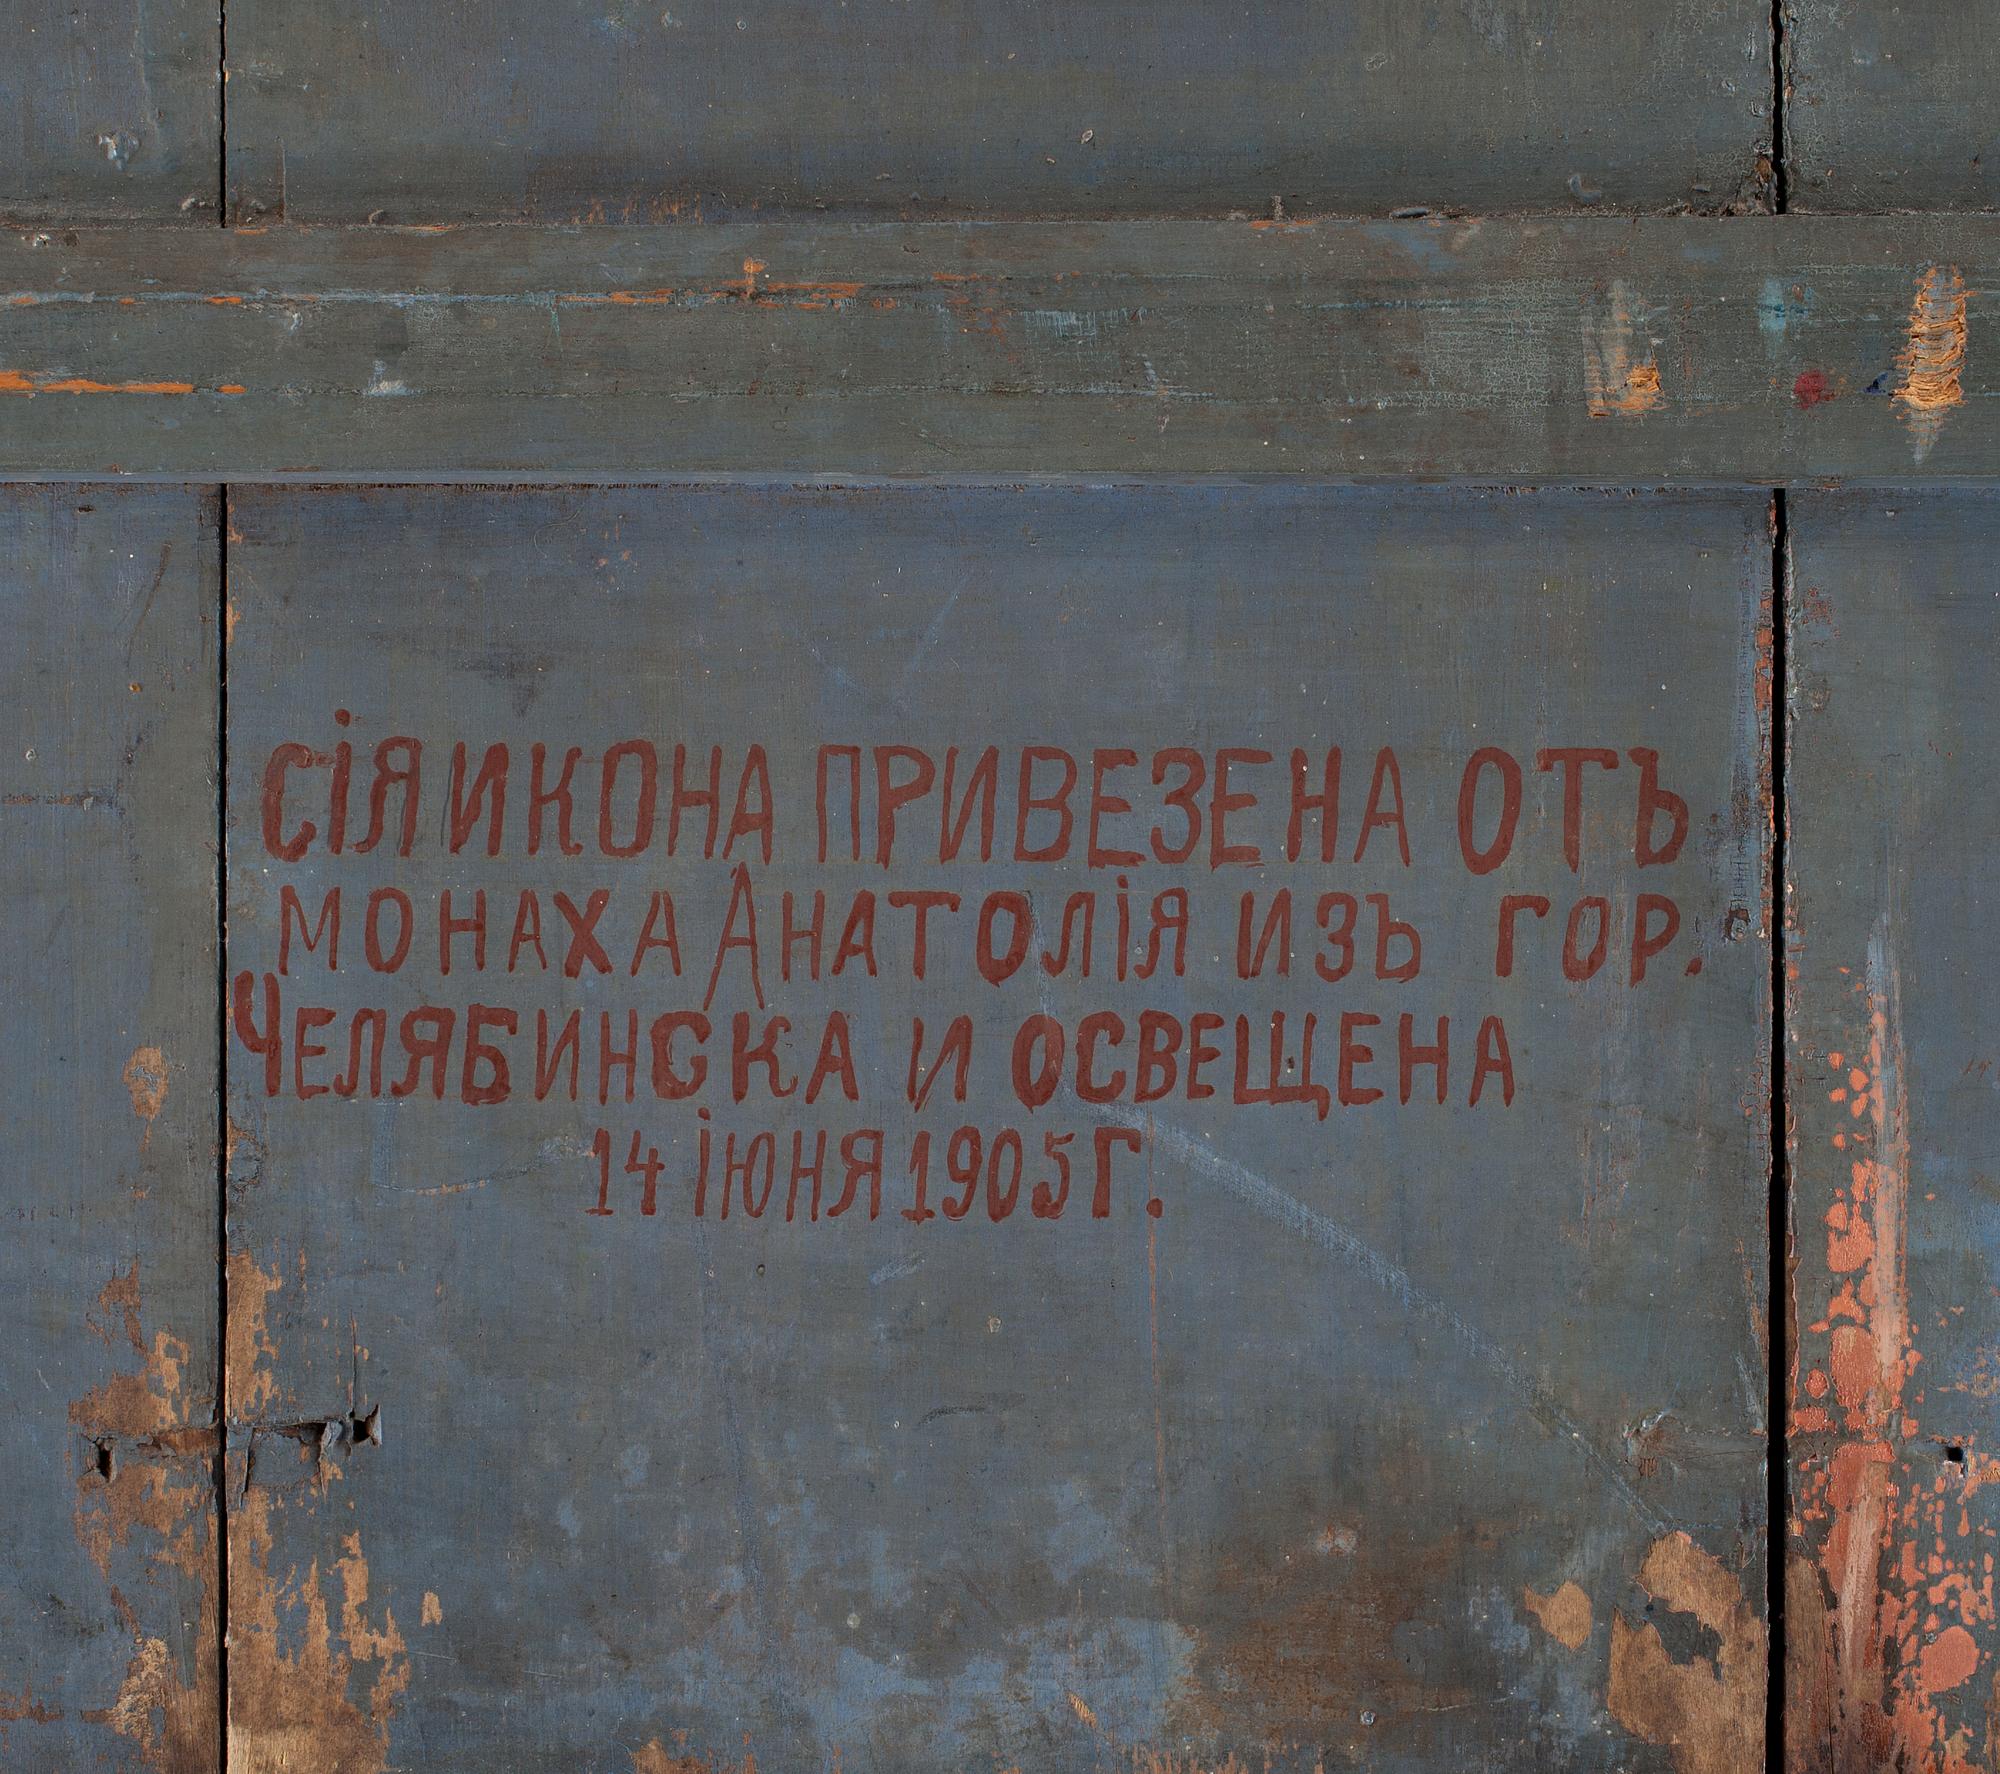 СІЯ ИКОНА ПРИВЕЗЕНА ОТЪ
МОНАХА АНАТОЛІЯ ИЗЪ ГОР.
ЧЕЛЯБИНСКА И ОСВЕЩЕНА
14 ІЮНЯ 1905 Г.